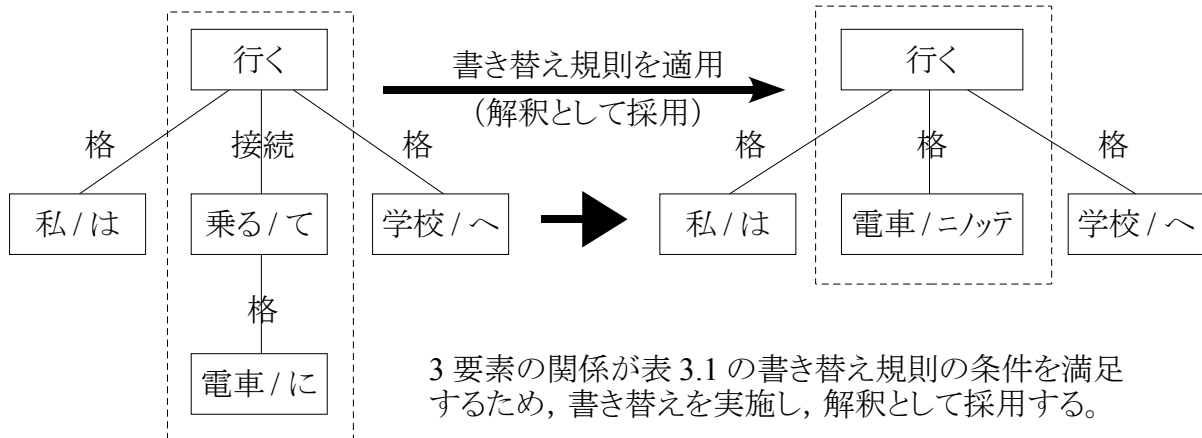 行く
書き替え規則を適用
(解釈として採用)
行く
格
接続
格
格
格
格
私/は
乗る/て
学校/へ
私/は
電車/ニノッテ
学校/へ
格
電車/に
3要素の関係が表3.1の書き替え規則の条件を満足
するため,書き替えを実施し,解釈として採用する。